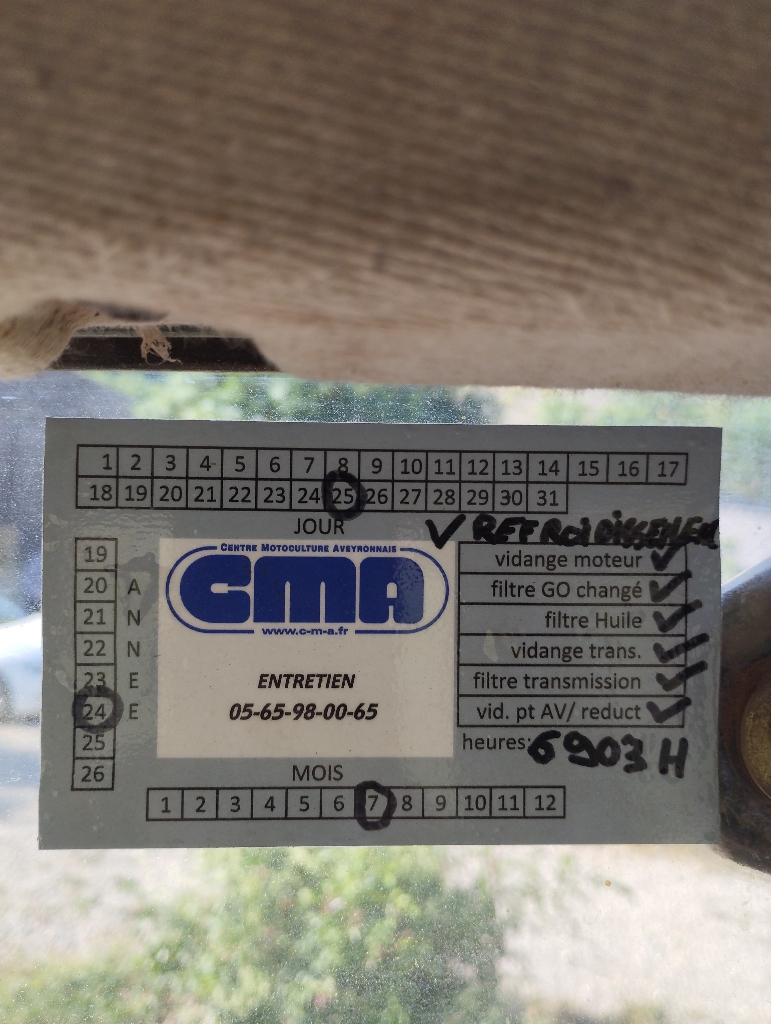 1 2 3 4 5 6 7 8 9 10 11 12 13 14 15 16 17
18 19 20 21 22 23 24 25 26 27 28 29 30 31
JOUR
✓ REFROIDISSEMEN
19
20
21
22
23
24
25
26
ANNEE
CENTRE MOTOCULTURE AVEYRONNAIS
CMA
www.c-m-a.fr
ENTRETIEN
05-65-98-00-65
vidange moteur ✓
filtre GO changé ✓
filtre Huile ✓
vidange trans. ✓
filtre transmission ✓
vid. pt AV/ reduct ✓
heures: 6903 H
MOIS
1 2 3 4 5 6 7 8 9 10 11 12